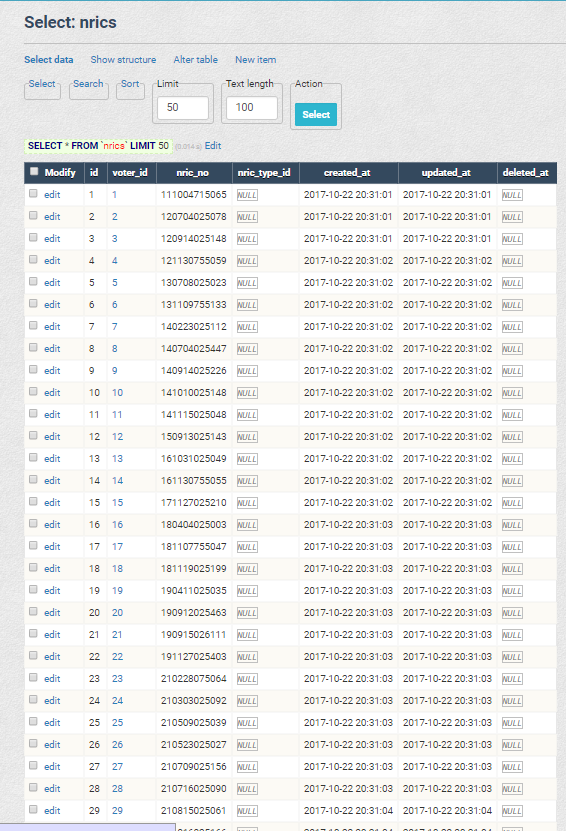 Select: nrics
Select data Show structure Alter table New item
Select Search Sort Limit Text length Action
50 100 Select
SELECT * FROM `nrics` LIMIT 50 (0.014 s) Edit
Modify id voter_id nric_no nric_type_id created_at updated_at deleted_at
edit 1 1 111004715065 NULL 2017-10-22 20:31:01 2017-10-22 20:31:01 NULL
edit 2 2 120704025078 NULL 2017-10-22 20:31:01 2017-10-22 20:31:01 NULL
edit 3 3 120914025148 NULL 2017-10-22 20:31:01 2017-10-22 20:31:01 NULL
edit 4 4 121130755059 NULL 2017-10-22 20:31:02 2017-10-22 20:31:02 NULL
edit 5 5 130708025023 NULL 2017-10-22 20:31:02 2017-10-22 20:31:02 NULL
edit 6 6 131109755133 NULL 2017-10-22 20:31:02 2017-10-22 20:31:02 NULL
edit 7 7 140223025112 NULL 2017-10-22 20:31:02 2017-10-22 20:31:02 NULL
edit 8 8 140704025447 NULL 2017-10-22 20:31:02 2017-10-22 20:31:02 NULL
edit 9 9 140914025226 NULL 2017-10-22 20:31:02 2017-10-22 20:31:02 NULL
edit 10 10 141010025148 NULL 2017-10-22 20:31:02 2017-10-22 20:31:02 NULL
edit 11 11 141115025048 NULL 2017-10-22 20:31:02 2017-10-22 20:31:02 NULL
edit 12 12 150913025143 NULL 2017-10-22 20:31:02 2017-10-22 20:31:02 NULL
edit 13 13 161031025049 NULL 2017-10-22 20:31:02 2017-10-22 20:31:02 NULL
edit 14 14 161130755055 NULL 2017-10-22 20:31:02 2017-10-22 20:31:02 NULL
edit 15 15 171127025210 NULL 2017-10-22 20:31:02 2017-10-22 20:31:02 NULL
edit 16 16 180404025003 NULL 2017-10-22 20:31:03 2017-10-22 20:31:03 NULL
edit 17 17 181107755047 NULL 2017-10-22 20:31:03 2017-10-22 20:31:03 NULL
edit 18 18 181119025199 NULL 2017-10-22 20:31:03 2017-10-22 20:31:03 NULL
edit 19 19 190411025035 NULL 2017-10-22 20:31:03 2017-10-22 20:31:03 NULL
edit 20 20 190912025463 NULL 2017-10-22 20:31:03 2017-10-22 20:31:03 NULL
edit 21 21 190915026111 NULL 2017-10-22 20:31:03 2017-10-22 20:31:03 NULL
edit 22 22 191127025403 NULL 2017-10-22 20:31:03 2017-10-22 20:31:03 NULL
edit 23 23 210228075064 NULL 2017-10-22 20:31:03 2017-10-22 20:31:03 NULL
edit 24 24 210303025092 NULL 2017-10-22 20:31:03 2017-10-22 20:31:03 NULL
edit 25 25 210509025039 NULL 2017-10-22 20:31:03 2017-10-22 20:31:03 NULL
edit 26 26 210523025027 NULL 2017-10-22 20:31:03 2017-10-22 20:31:03 NULL
edit 27 27 210709025156 NULL 2017-10-22 20:31:03 2017-10-22 20:31:03 NULL
edit 28 28 210716025090 NULL 2017-10-22 20:31:03 2017-10-22 20:31:03 NULL
edit 29 29 210815025061 NULL 2017-10-22 20:31:04 2017-10-22 20:31:04 NULL